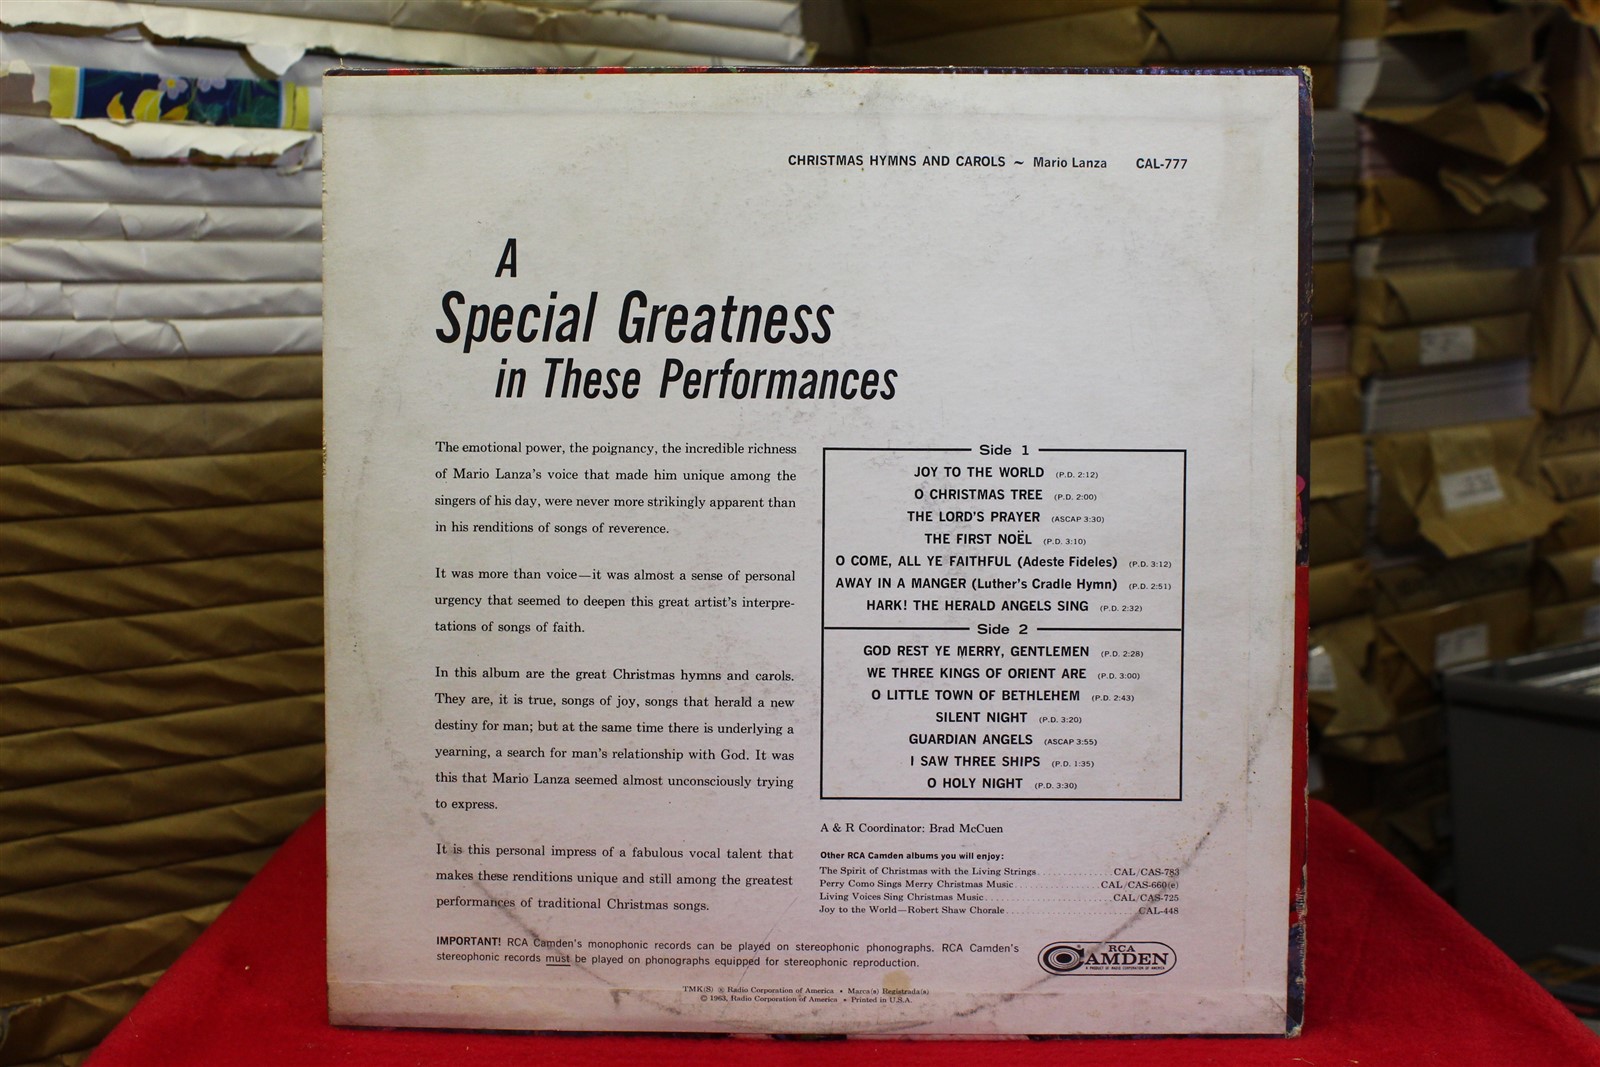 CHRISTMAS HYMNS AND CAROLS ~ Mario Lanza CAL-777
A
Special Greatness
in These Performances
The emotional power, the poignancy, the incredible richness
of Mario Lanza's voice that made him unique among the
singers of his day, were never more strikingly apparent than
in his renditions of songs of reverence.
It was more than voice—it was almost a sense of personal
urgency that seemed to deepen this great artist's interpre-
tations of songs of faith.
In this album are the great Christmas hymns and carols.
They are, it is true, songs of joy, songs that herald a new
destiny for man; but at the same time there is underlying a
yearning, a search for man's relationship with God. It was
this that Mario Lanza seemed almost unconsciously trying
to express.
It is this personal impress of a fabulous vocal talent that
makes these renditions unique and still among the greatest
performances of traditional Christmas songs.
Side 1
JOY TO THE WORLD (P.D. 2:12)
O CHRISTMAS TREE (P.D. 2:00)
THE LORD'S PRAYER (ASCAP 3:30)
THE FIRST NOËL (P.D. 3:10)
O COME, ALL YE FAITHFUL (Adeste Fideles) (P.D. 3:12)
AWAY IN A MANGER (Luther's Cradle Hymn) (P.D. 2:51)
HARK! THE HERALD ANGELS SING (P.D. 2:32)
Side 2
GOD REST YE MERRY, GENTLEMEN (P.D. 2:28)
WE THREE KINGS OF ORIENT ARE (P.D. 3:00)
O LITTLE TOWN OF BETHLEHEM (P.D. 2:43)
SILENT NIGHT (P.D. 3:20)
GUARDIAN ANGELS (ASCAP 3:55)
I SAW THREE SHIPS (P.D. 1:35)
O HOLY NIGHT (P.D. 3:30)
A & R Coordinator: Brad McCuen
Other RCA Camden albums you will enjoy:
The Spirit of Christmas with the Living Strings CAL/CAS-783
Perry Como Sings Merry Christmas Music CAL/CAS-660(e)
Living Voices Sing Christmas Music CAL/CAS-725
Joy to the World—Robert Shaw Chorale CAL-448
IMPORTANT! RCA Camden's monophonic records can be played on stereophonic phonographs. RCA Camden's
stereophonic records must be played on phonographs equipped for stereophonic reproduction.
RCA
CAMDEN
A PRODUCT OF RADIO CORPORATION OF AMERICA
TMK(S) ® Radio Corporation of America • Marca(s) Registrada(s)
© 1963, Radio Corporation of America • Printed in U.S.A.